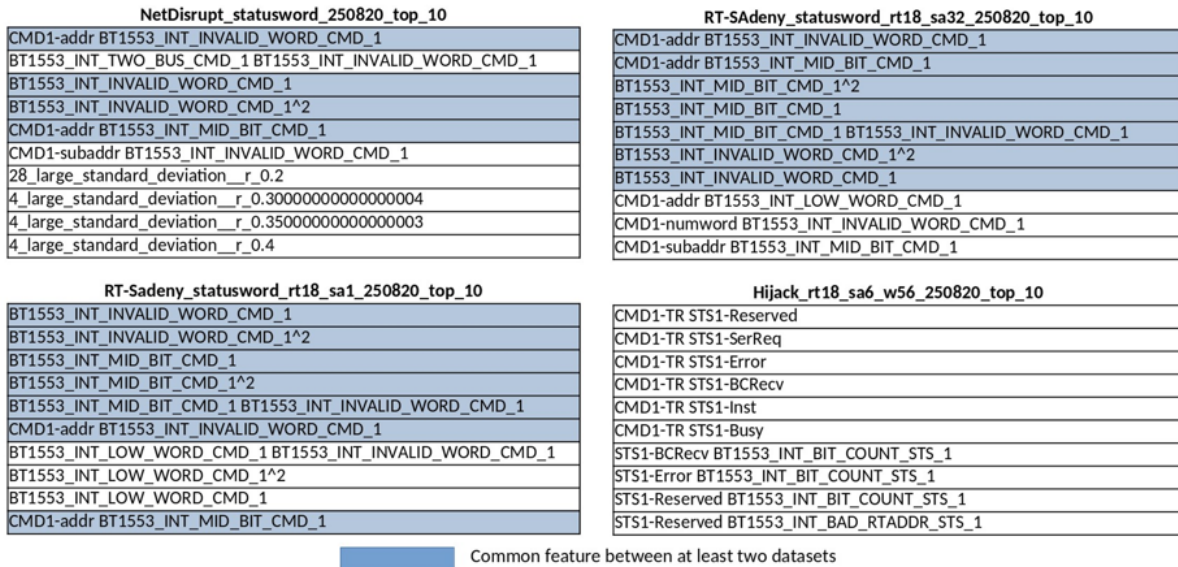 NetDisrupt_statusword_250820_top_10
CMD1-addr BT1553_INT_INVALID_WORD_CMD_1
BT1553_INT_TWO_BUS_CMD_1 BT1553_INT_INVALID_WORD_CMD_1
BT1553_INT_INVALID_WORD_CMD_1
BT1553_INT_INVALID_WORD_CMD_1^2
CMD1-addr BT1553_INT_MID_BIT_CMD_1
CMD1-subaddr BT1553_INT_INVALID_WORD_CMD_1
28_large_standard_deviation__r_0.2
4_large_standard_deviation__r_0.30000000000000004
4_large_standard_deviation__r_0.35000000000000003
4_large_standard_deviation__r_0.4
RT-SAdeny_statusword_rt18_sa32_250820_top_10
CMD1-addr BT1553_INT_INVALID_WORD_CMD_1
CMD1-addr BT1553_INT_MID_BIT_CMD_1
BT1553_INT_MID_BIT_CMD_1^2
BT1553_INT_MID_BIT_CMD_1
BT1553_INT_MID_BIT_CMD_1 BT1553_INT_INVALID_WORD_CMD_1
BT1553_INT_INVALID_WORD_CMD_1^2
BT1553_INT_INVALID_WORD_CMD_1
CMD1-addr BT1553_INT_LOW_WORD_CMD_1
CMD1-numword BT1553_INT_INVALID_WORD_CMD_1
CMD1-subaddr BT1553_INT_MID_BIT_CMD_1
RT-Sadeny_statusword_rt18_sa1_250820_top_10
BT1553_INT_INVALID_WORD_CMD_1
BT1553_INT_INVALID_WORD_CMD_1^2
BT1553_INT_MID_BIT_CMD_1
BT1553_INT_MID_BIT_CMD_1^2
BT1553_INT_MID_BIT_CMD_1 BT1553_INT_INVALID_WORD_CMD_1
CMD1-addr BT1553_INT_INVALID_WORD_CMD_1
BT1553_INT_LOW_WORD_CMD_1 BT1553_INT_INVALID_WORD_CMD_1
BT1553_INT_LOW_WORD_CMD_1^2
BT1553_INT_LOW_WORD_CMD_1
CMD1-addr BT1553_INT_MID_BIT_CMD_1
Hijack_rt18_sa6_w56_250820_top_10
CMD1-TR STS1-Reserved
CMD1-TR STS1-SerReq
CMD1-TR STS1-Error
CMD1-TR STS1-BCRecv
CMD1-TR STS1-Inst
CMD1-TR STS1-Busy
STS1-BCRecv BT1553_INT_BIT_COUNT_STS_1
STS1-Error BT1553_INT_BIT_COUNT_STS_1
STS1-Reserved BT1553_INT_BIT_COUNT_STS_1
STS1-Reserved BT1553_INT_BAD_RTADDR_STS_1
Common feature between at least two datasets